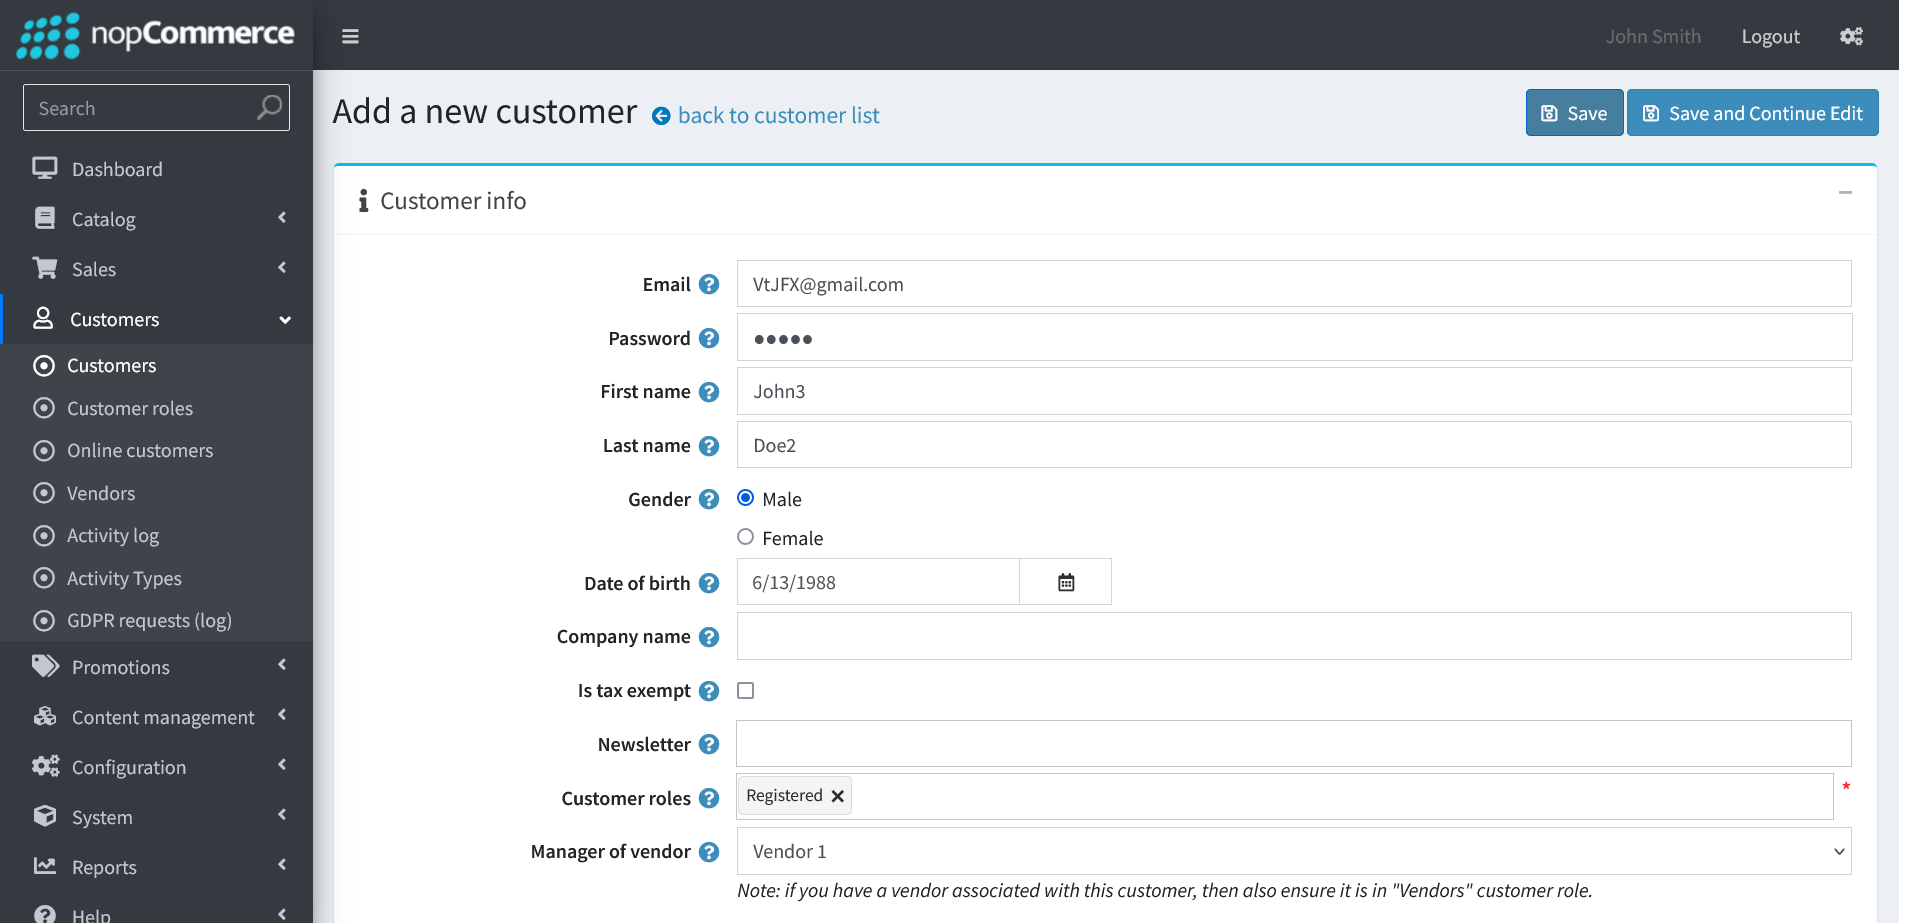 nopCommerce
John Smith
Logout
Search
Add a new customer
back to customer list
Save
Save and Continue Edit
Dashboard
Catalog
Sales
Customers
Customers
Customer roles
Online customers
Vendors
Activity log
Activity Types
GDPR requests (log)
Promotions
Content management
Configuration
System
Reports
Help
Customer info
Email ? VtJFX@gmail.com
Password ? •••••
First name ? John3
Last name ? Doe2
Gender ? Male
Female
Date of birth ? 6/13/1988
Company name ?
Is tax exempt ?
Newsletter ?
Customer roles ? Registered *
Manager of vendor ? Vendor 1
Note: if you have a vendor associated with this customer, then also ensure it is in "Vendors" customer role.